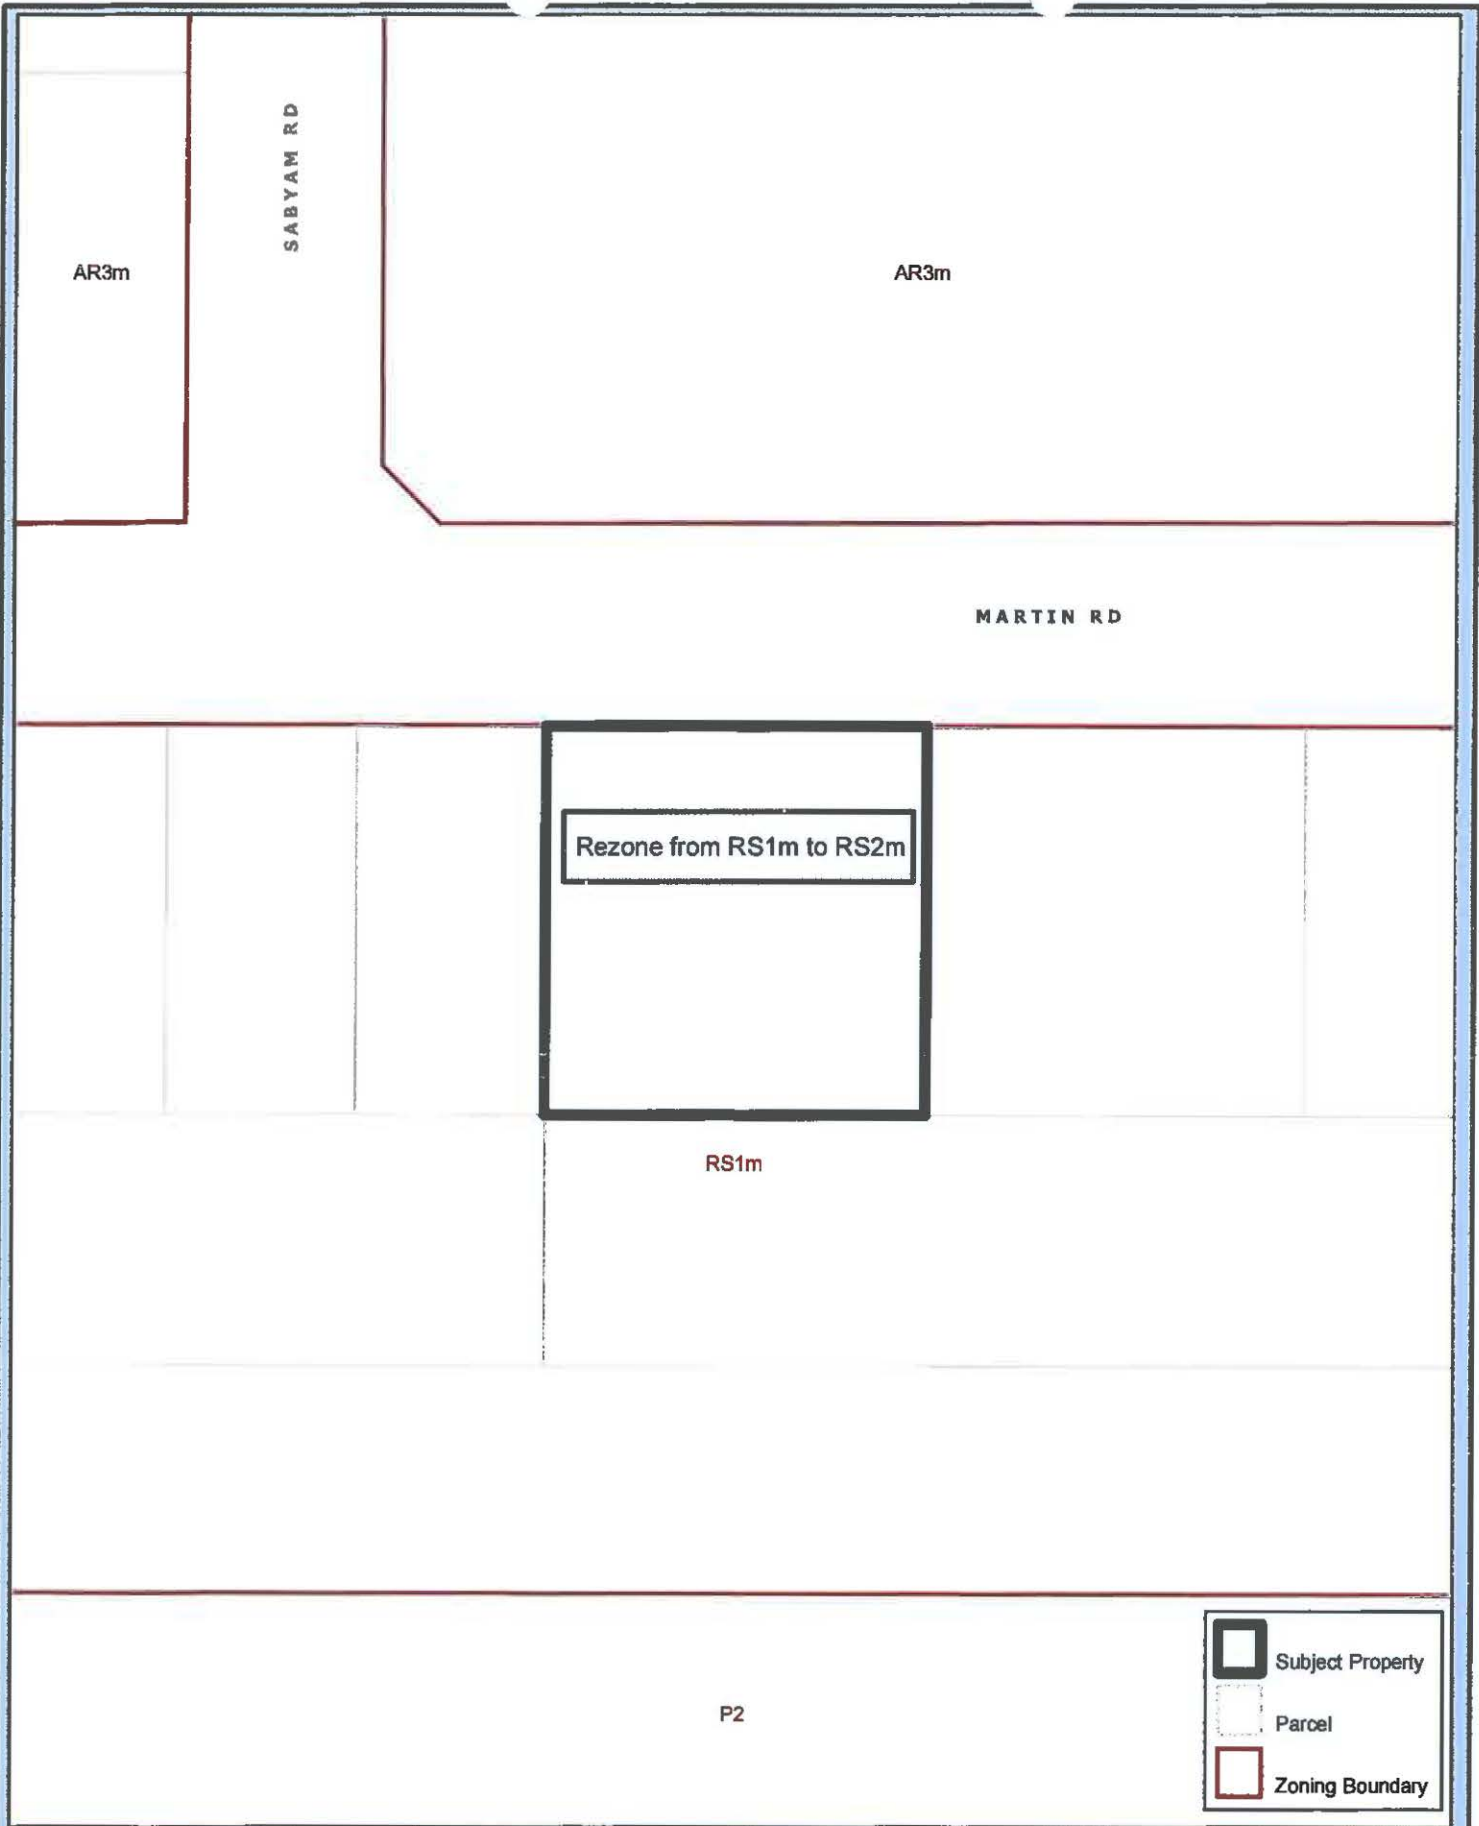 SABYAM RD
AR3m
AR3m
MARTIN RD
Rezone from RS1m to RS2m
RS1m
P2
Subject Property
Parcel
Zoning Boundary